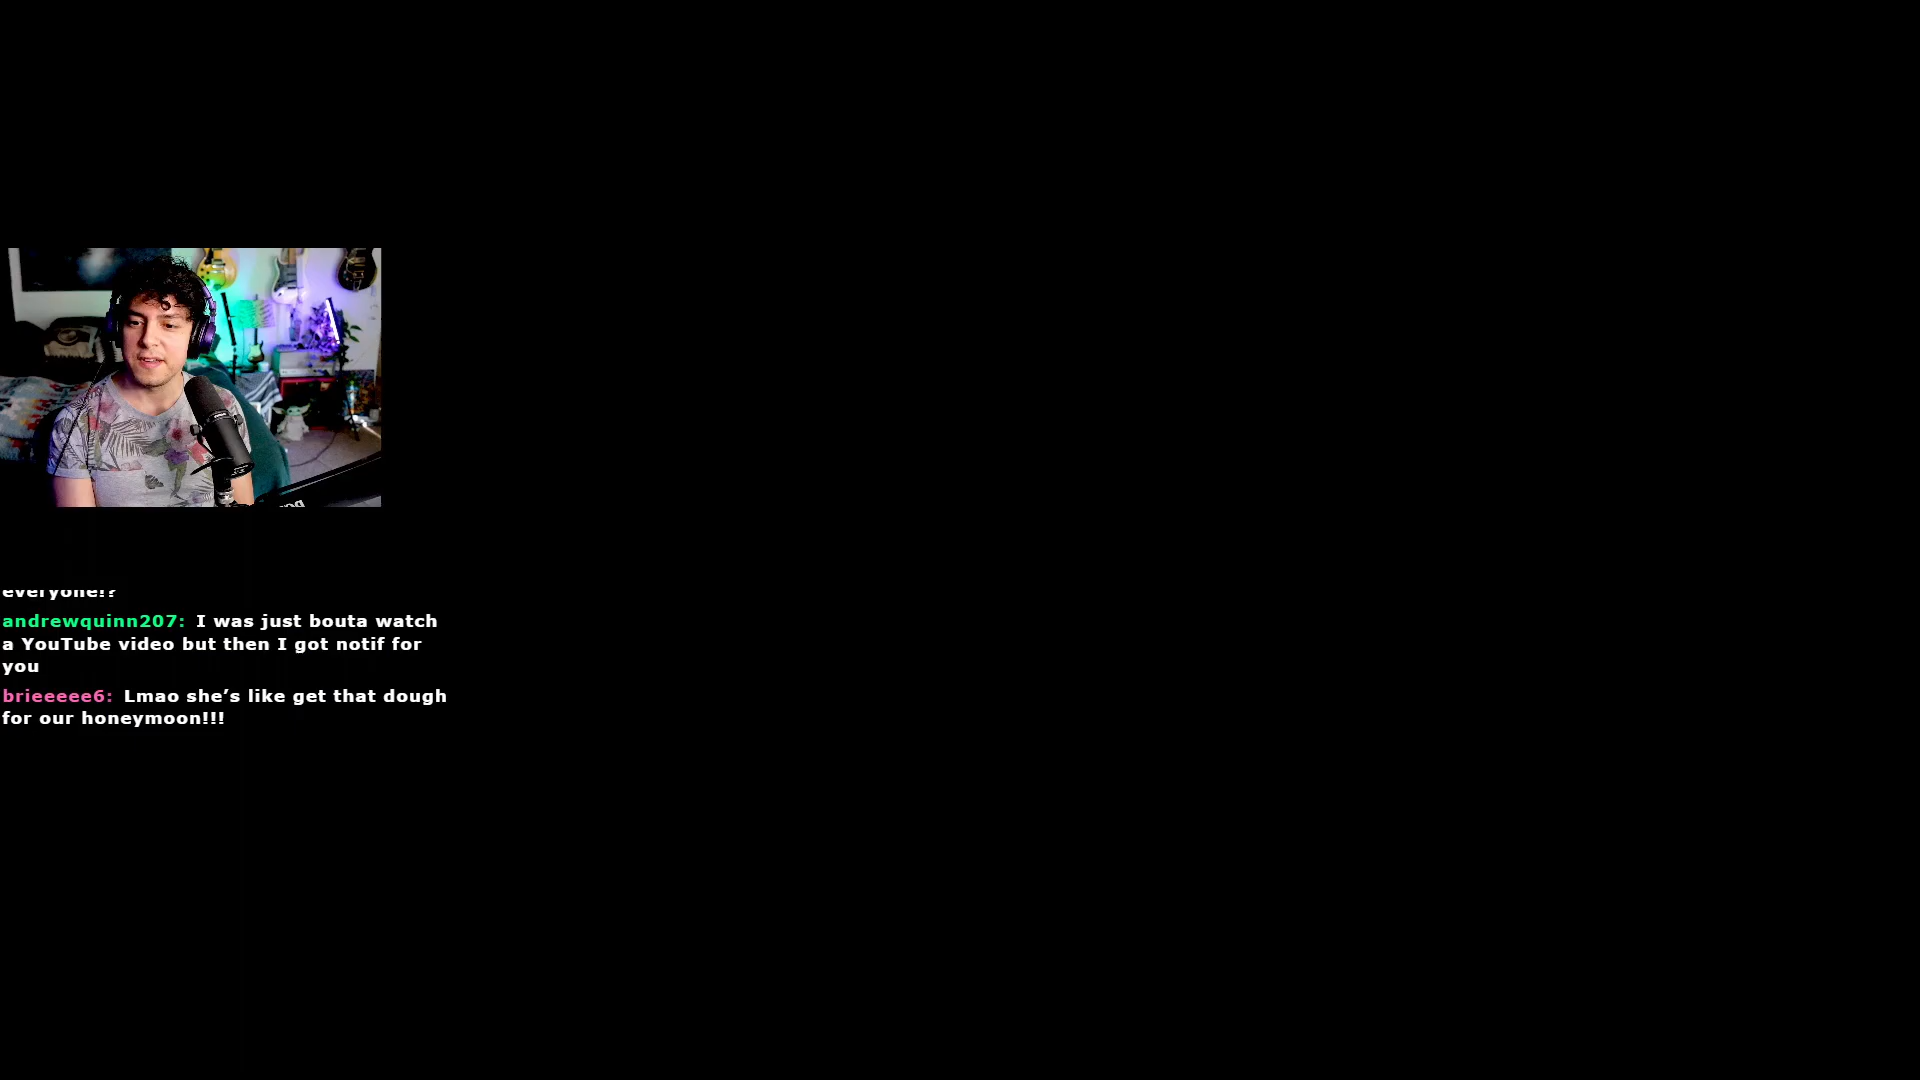 everyone!?
andrewquinn207: I was just bouta watch
a YouTube video but then I got notif for
you
brieeeee6: Lmao she’s like get that dough
for our honeymoon!!!